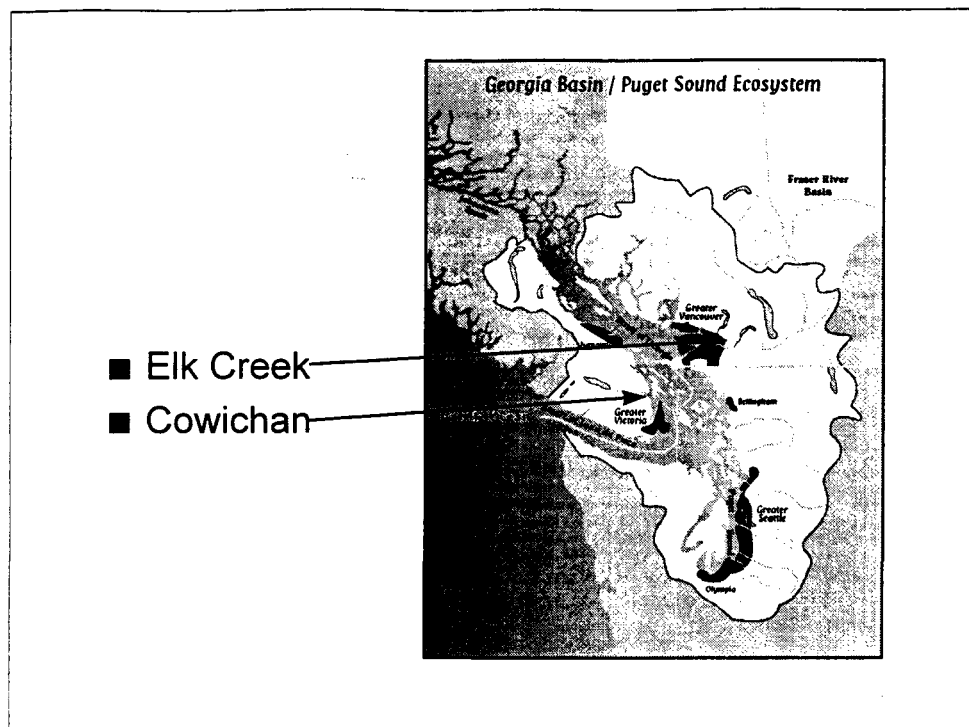 Georgia Basin / Puget Sound Ecosystem
Fraser River
Basin
Greater
Vancouver
■ Elk Creek
■ Cowichan
Greater
Victoria
Bellingham
Greater
Seattle
Olympia